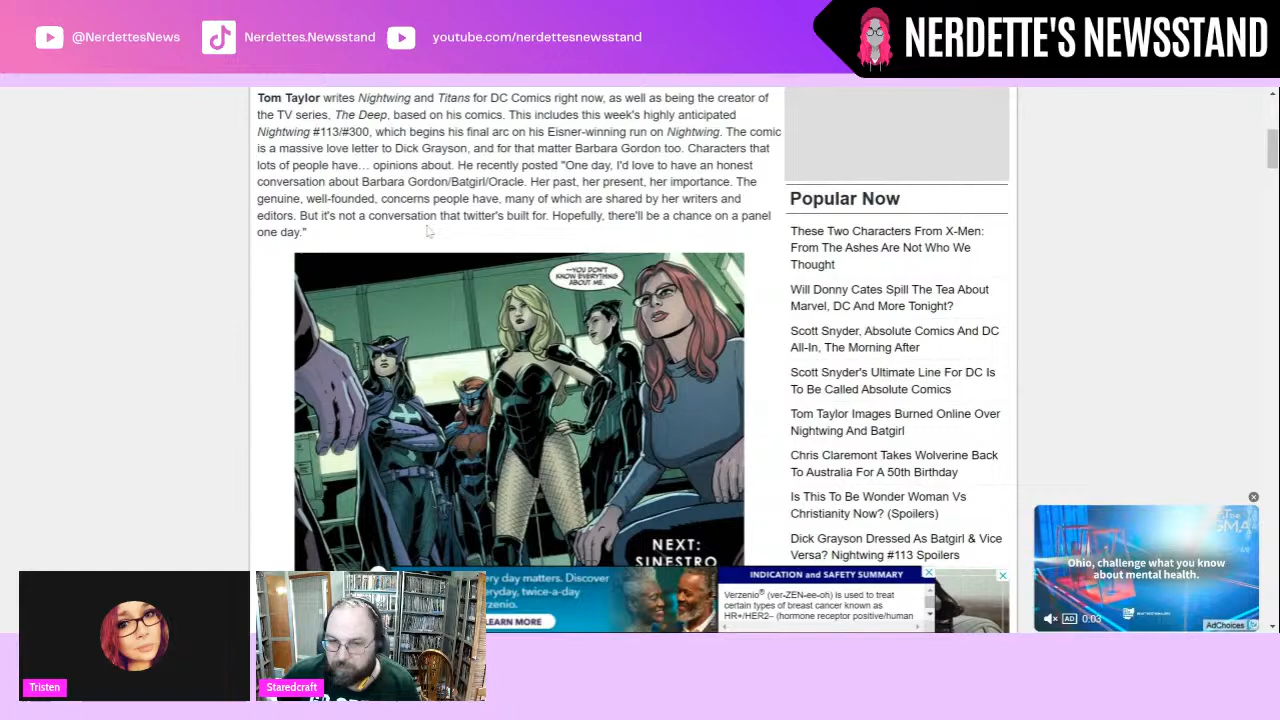 @NerdettesNews
Nerdettes.Newsstand
youtube.com/nerdettesnewsstand
NERDETTE'S NEWSSTAND
Tom Taylor writes Nightwing and Titans for DC Comics right now, as well as being the creator of
the TV series, The Deep, based on his comics. This includes this week's highly anticipated
Nightwing #113/#300, which begins his final arc on his Eisner-winning run on Nightwing. The comic
is a massive love letter to Dick Grayson, and for that matter Barbara Gordon too. Characters that
lots of people have… opinions about. He recently posted "One day, I'd love to have an honest
conversation about Barbara Gordon/Batgirl/Oracle. Her past, her present, her importance. The
genuine, well-founded, concerns people have, many of which are shared by her writers and
editors. But it's not a conversation that twitter's built for. Hopefully, there'll be a chance on a panel
one day."
—YOU DON'T
KNOW EVERYTHING
ABOUT ME.
NEXT:
SINESTRO
Popular Now
These Two Characters From X-Men:
From The Ashes Are Not Who We
Thought
Will Donny Cates Spill The Tea About
Marvel, DC And More Tonight?
Scott Snyder, Absolute Comics And DC
All-In, The Morning After
Scott Snyder's Ultimate Line For DC Is
To Be Called Absolute Comics
Tom Taylor Images Burned Online Over
Nightwing And Batgirl
Chris Claremont Takes Wolverine Back
To Australia For A 50th Birthday
Is This To Be Wonder Woman Vs
Christianity Now? (Spoilers)
Dick Grayson Dressed As Batgirl & Vice
Versa? Nightwing #113 Spoilers
Ohio, challenge what you know
about mental health.
AD 0:03
AdChoices
ery day matters. Discover
eryday, twice-a-day
rzenio.
LEARN MORE
INDICATION and SAFETY SUMMARY
Verzenio® (ver-ZEN-ee-oh) is used to treat
certain types of breast cancer known as
HR+/HER2– (hormone receptor positive/human
Tristen
Staredcraft